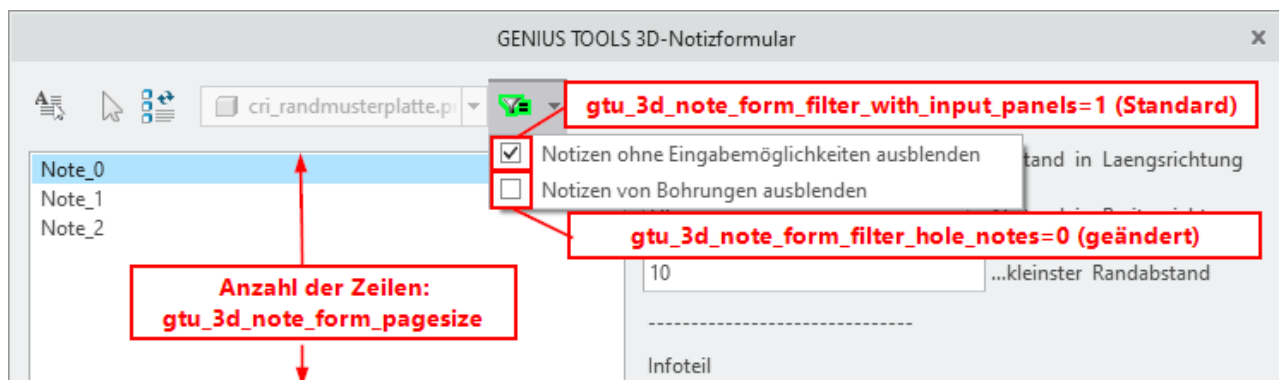 GENIUS TOOLS 3D-Notizformular
cri_randmusterplatte.pr
gtu_3d_note_form_filter_with_input_panels=1 (Standard)
Notizen ohne Eingabemöglichkeiten ausblenden
tand in Laengsrichtung
Note_0
Note_1
Notizen von Bohrungen ausblenden
Note_2
gtu_3d_note_form_filter_hole_notes=0 (geändert)
10
...kleinster Randabstand
Anzahl der Zeilen:
gtu_3d_note_form_pagesize
-------------------------------
Infoteil